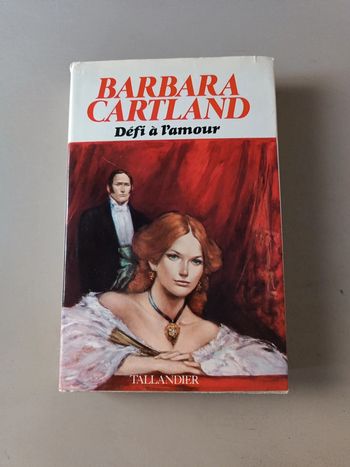 BARBARA
CARTLAND
Défi à l'amour
TALLANDIER